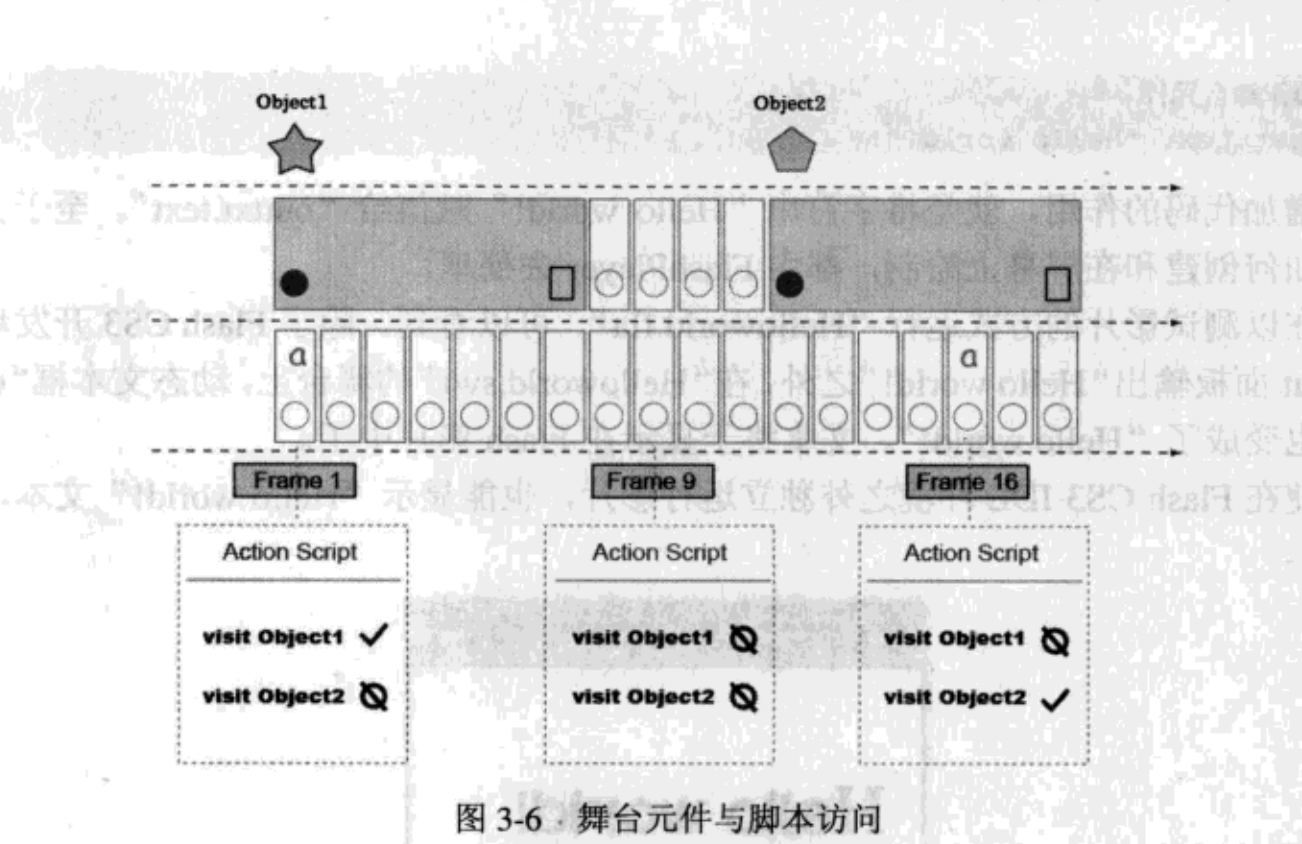 Object1
Object2
a
a
Frame 1
Frame 9
Frame 16
Action Script
visit Object1
visit Object2
Action Script
visit Object1
visit Object2
Action Script
visit Object1
visit Object2
图 3-6 舞台元件与脚本访问